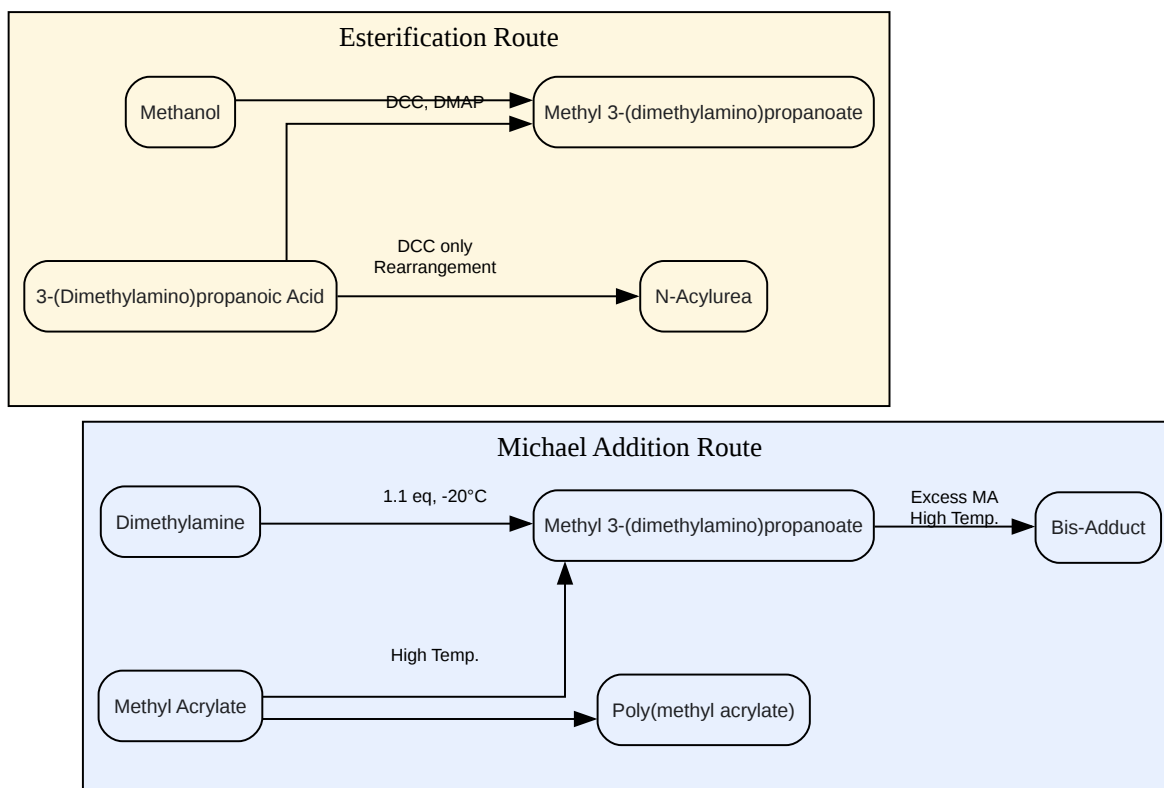 Esterification Route
Methanol
DCC, DMAP
Methyl 3-(dimethylamino)propanoate
DCC only
Rearrangement
3-(Dimethylamino)propanoic Acid
N-Acylurea
Michael Addition Route
Dimethylamine
1.1 eq, -20°C
Methyl 3-(dimethylamino)propanoate
Excess MA
High Temp.
Bis-Adduct
High Temp.
Methyl Acrylate
Poly(methyl acrylate)